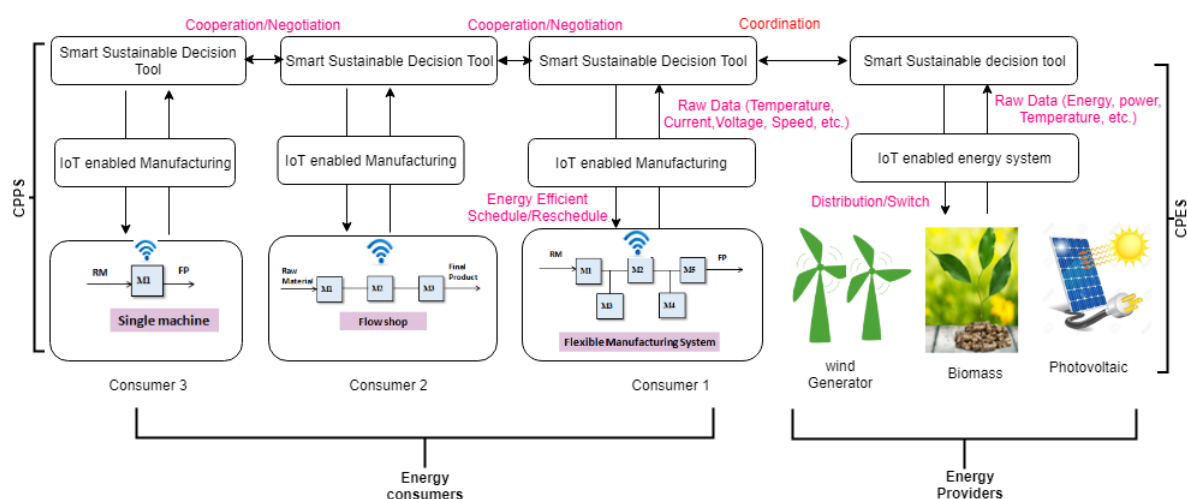 Cooperation/Negotiation
Cooperation/Negotiation
Coordination
Smart Sustainable Decision
Tool
Smart Sustainable Decision Tool
Smart Sustainable Decision Tool
Smart Sustainable decision tool
Raw Data (Temperature,
Current,Voltage, Speed, etc.)
Raw Data (Energy, power,
Temperature, etc.)
IoT enabled Manufacturing
IoT enabled Manufacturing
IoT enabled Manufacturing
IoT enabled energy system
CPPS
CPES
Energy Efficient
Schedule/Reschedule
Distribution/Switch
RM
M1
FP
Single machine
Raw
Material
M1
M2
M3
Final
Product
Flow shop
RM
M1
M2
M5
FP
M3
M4
Flexible Manufacturing System
wind
Generator
Biomass
Photovoltaic
Consumer 3
Consumer 2
Consumer 1
Energy
consumers
Energy
Providers